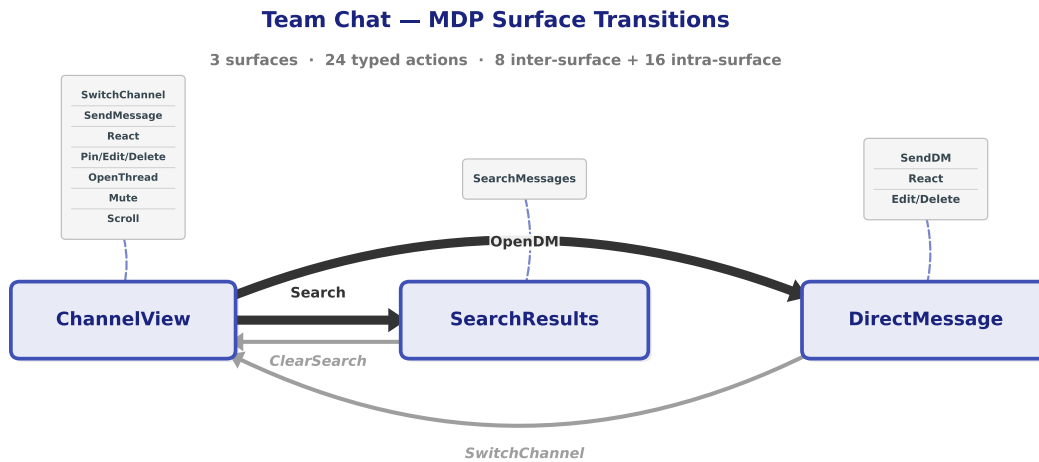 Team Chat — MDP Surface Transitions
3 surfaces · 24 typed actions · 8 inter-surface + 16 intra-surface
SwitchChannel
SendMessage
React
Pin/Edit/Delete
OpenThread
Mute
Scroll
SearchMessages
SendDM
React
Edit/Delete
OpenDM
Search
ChannelView
SearchResults
DirectMessage
ClearSearch
SwitchChannel